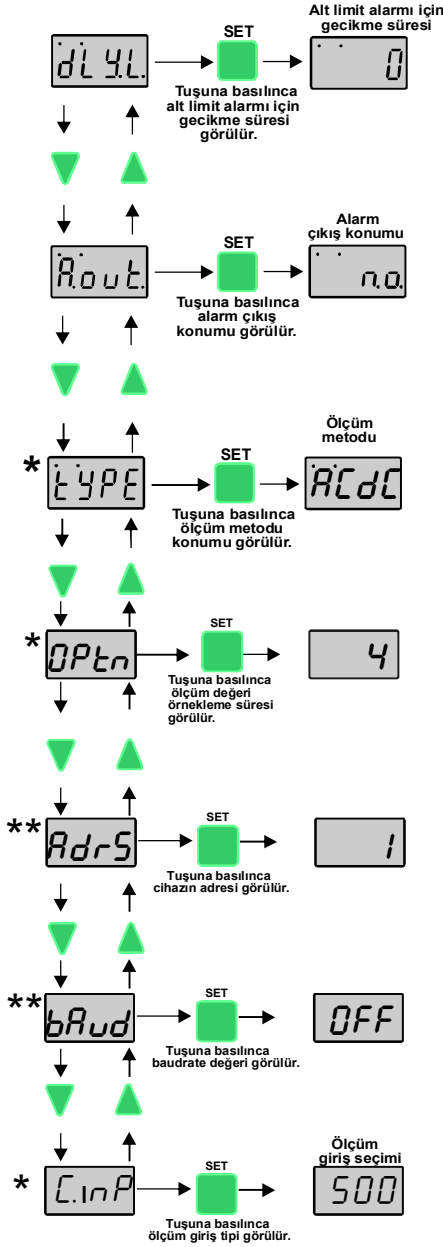 Alt limit alarmı için
gecikme süresi
SET
dLY.L.
0
Tuşuna basılınca
alt limit alarmı için
gecikme süresi
görülür.
Alarm
çıkış konumu
SET
A.out.
n.o.
Tuşuna basılınca
alarm çıkış
konumu görülür.
Ölçüm
metodu
SET
* tYPE
ACdC
Tuşuna basılınca
ölçüm metodu
konumu görülür.
SET
* OPtn
4
Tuşuna basılınca
ölçüm değeri
örnekleme süresi
görülür.
SET
** AdrS
1
Tuşuna basılınca
cihazın adresi görülür.
SET
** bAud
OFF
Tuşuna basılınca
baudrate değeri görülür.
Ölçüm
giriş seçimi
SET
* C.InP
500
Tuşuna basılınca
ölçüm giriş tipi görülür.